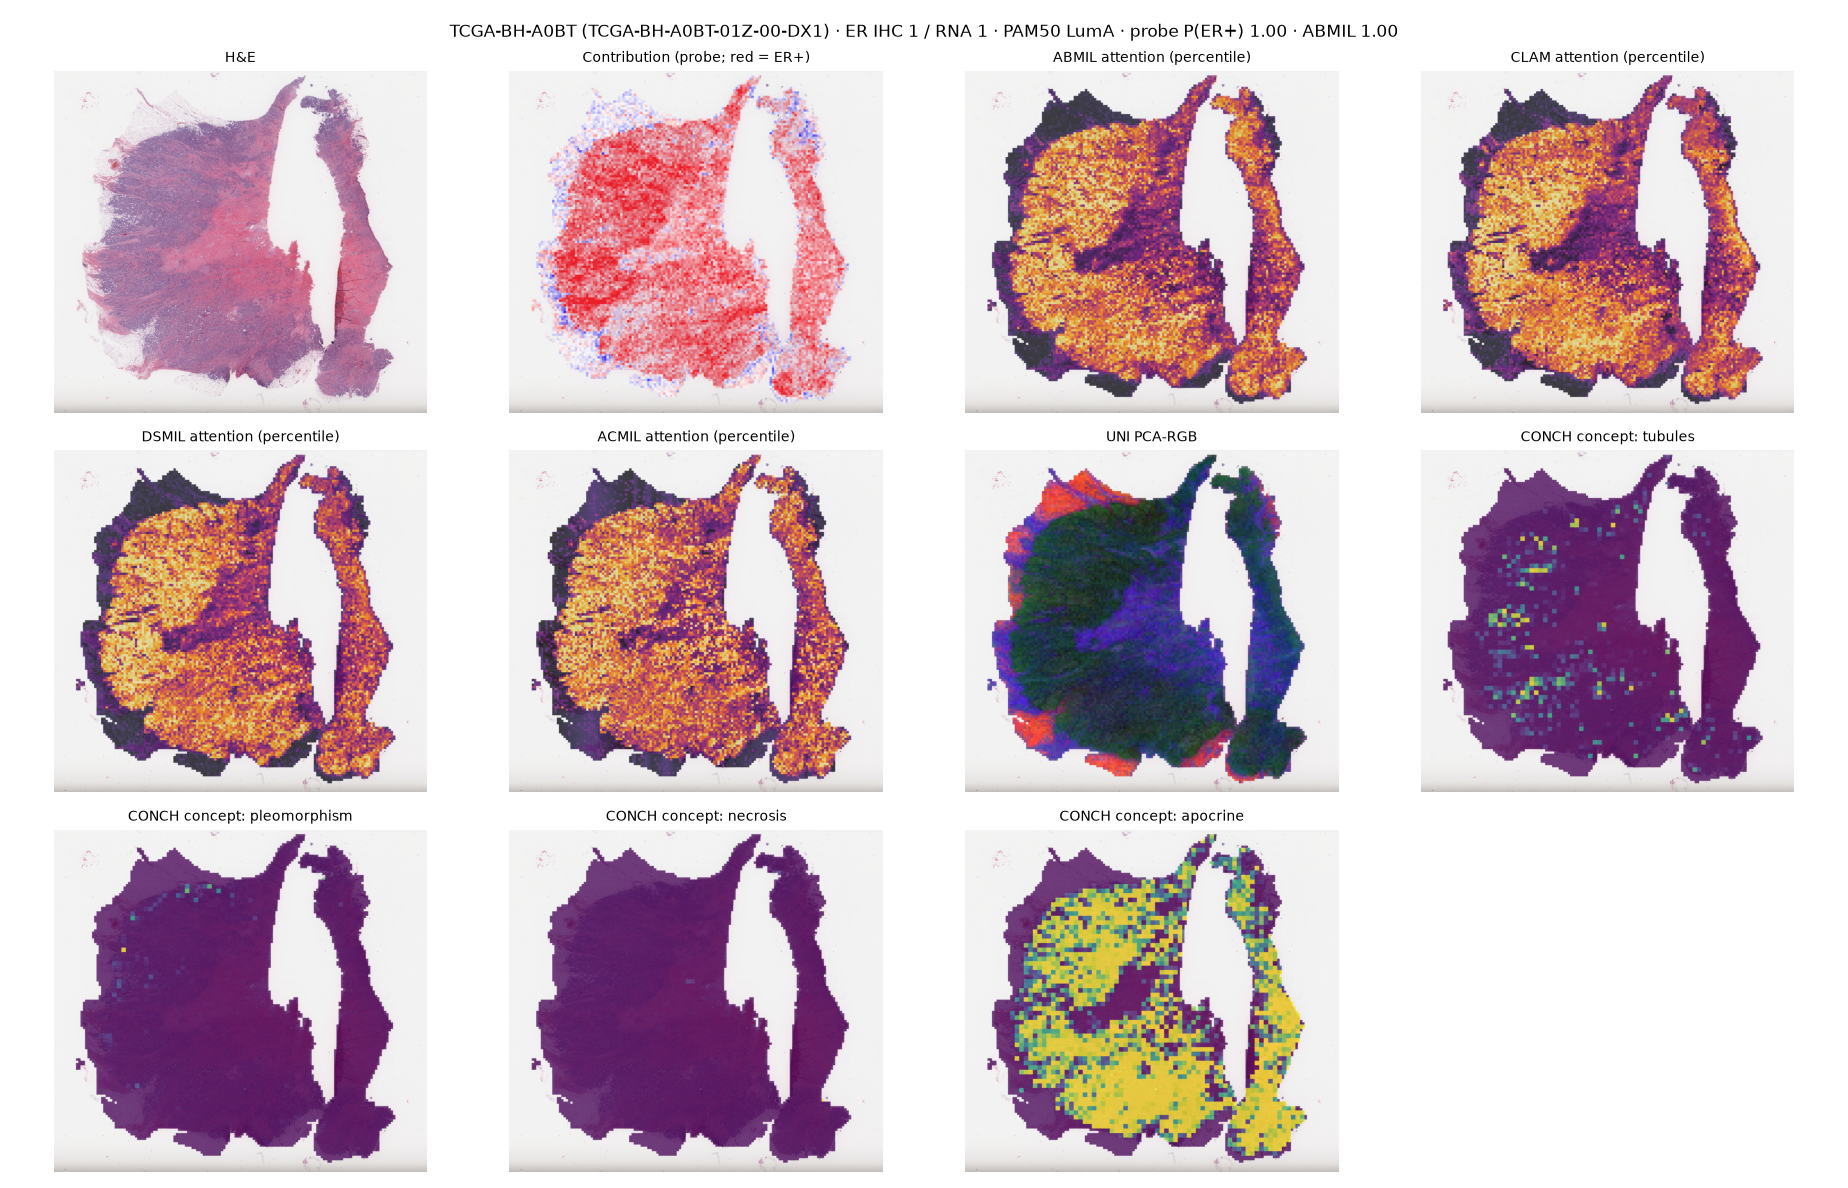 TCGA-BH-A0BT (TCGA-BH-A0BT-01Z-00-DX1) · ER IHC 1 / RNA 1 · PAM50 LumA · probe P(ER+) 1.00 · ABMIL 1.00
H&E
Contribution (probe; red = ER+)
ABMIL attention (percentile)
CLAM attention (percentile)
DSMIL attention (percentile)
ACMIL attention (percentile)
UNI PCA-RGB
CONCH concept: tubules
CONCH concept: pleomorphism
CONCH concept: necrosis
CONCH concept: apocrine